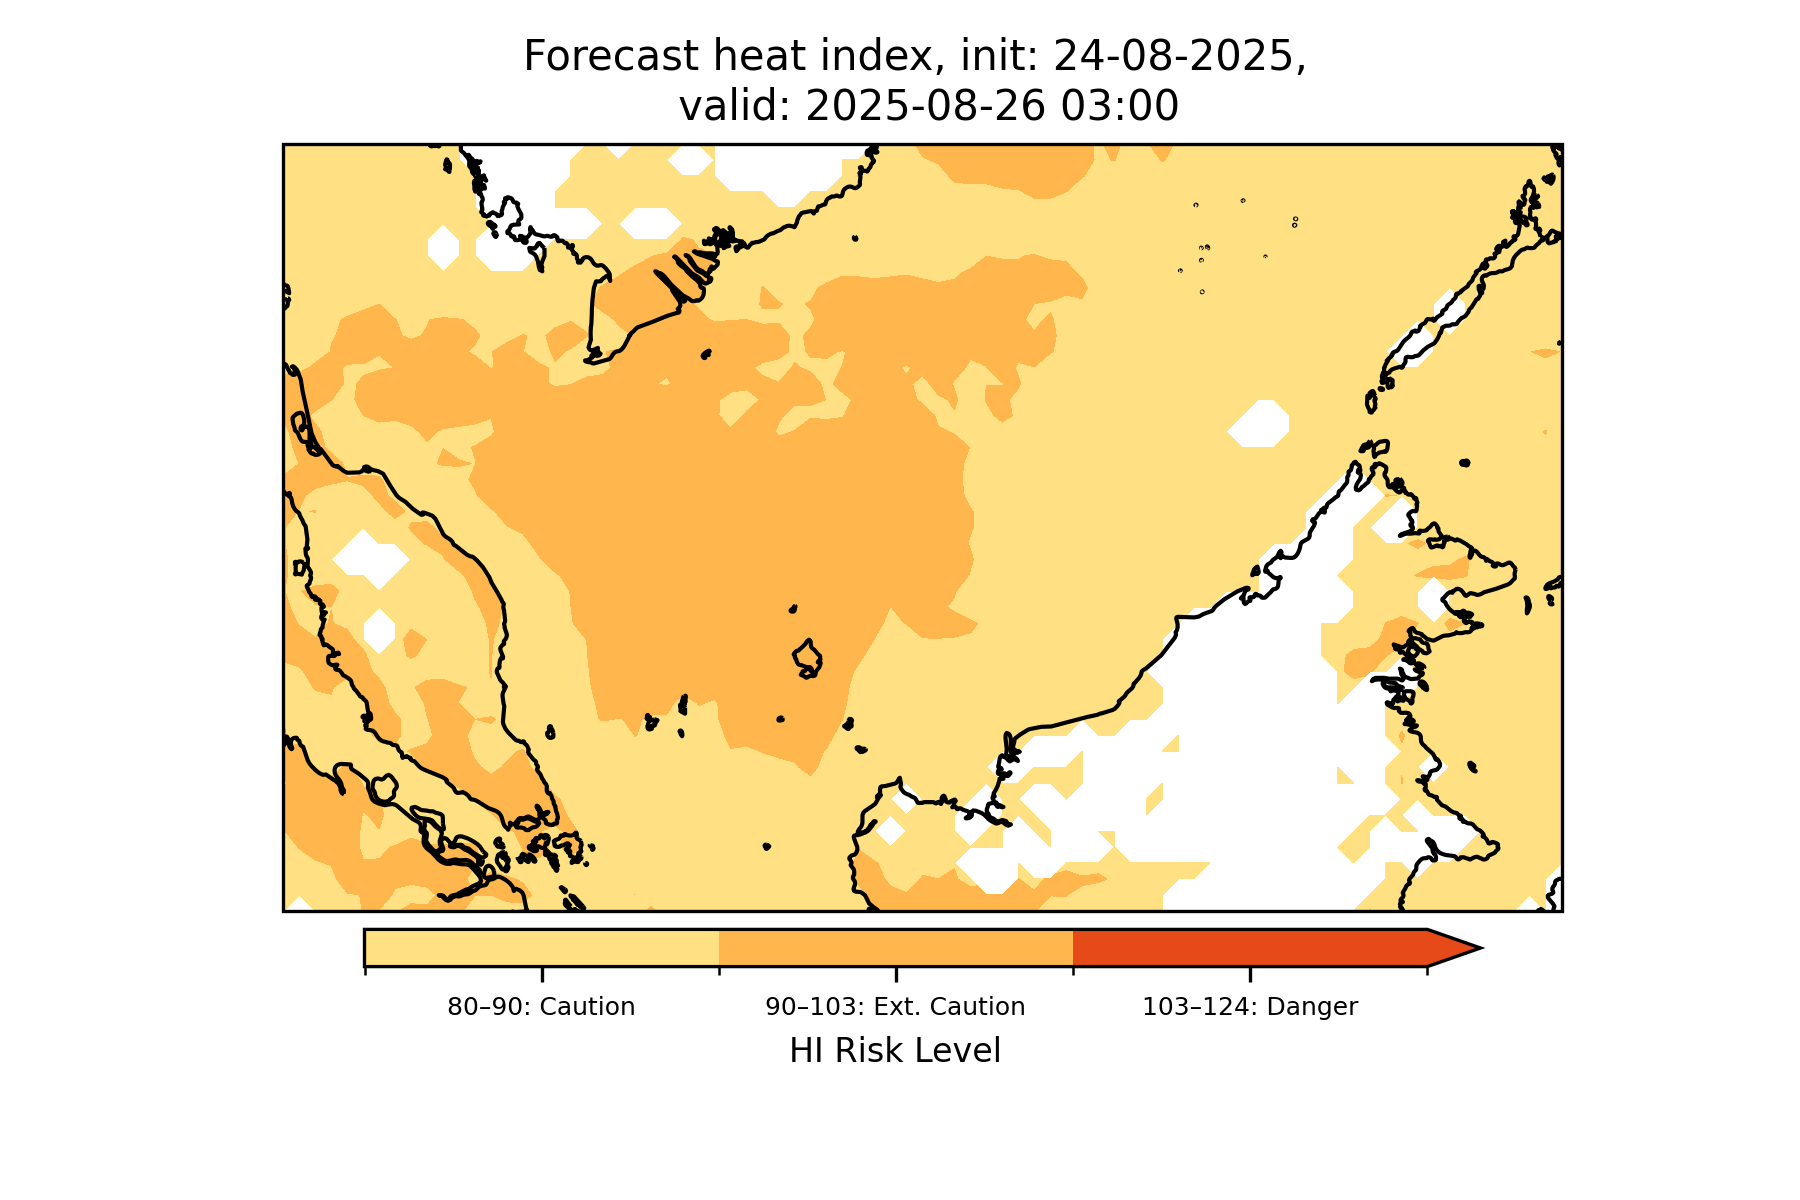 Forecast heat index, init: 24-08-2025,
valid: 2025-08-26 03:00
80–90: Caution
90–103: Ext. Caution
103–124: Danger
HI Risk Level